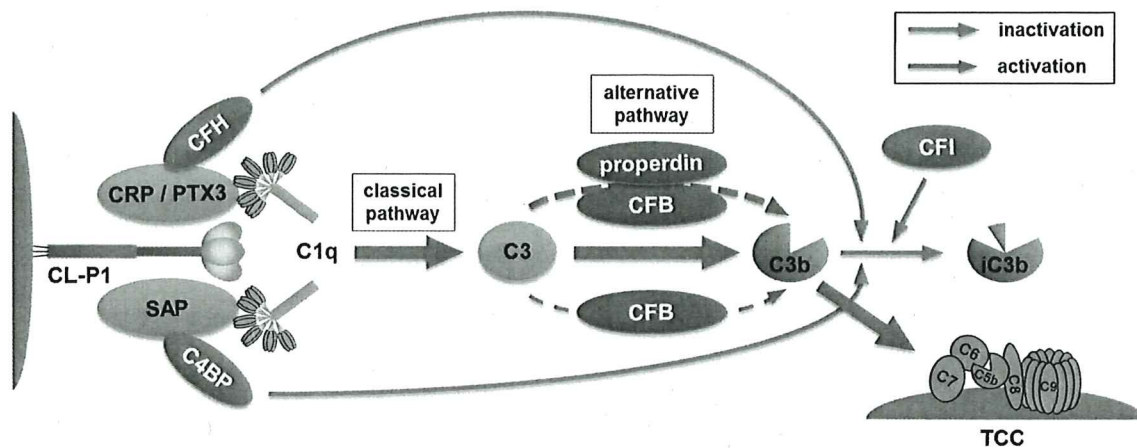 inactivation
activation
alternative
pathway
CFH
properdin
CFI
CRP / PTX3
classical
pathway
CFB
C1q
C3
C3b
iC3b
CL-P1
SAP
CFB
C4BP
C6
C7
C5b
C8
C9
TCC